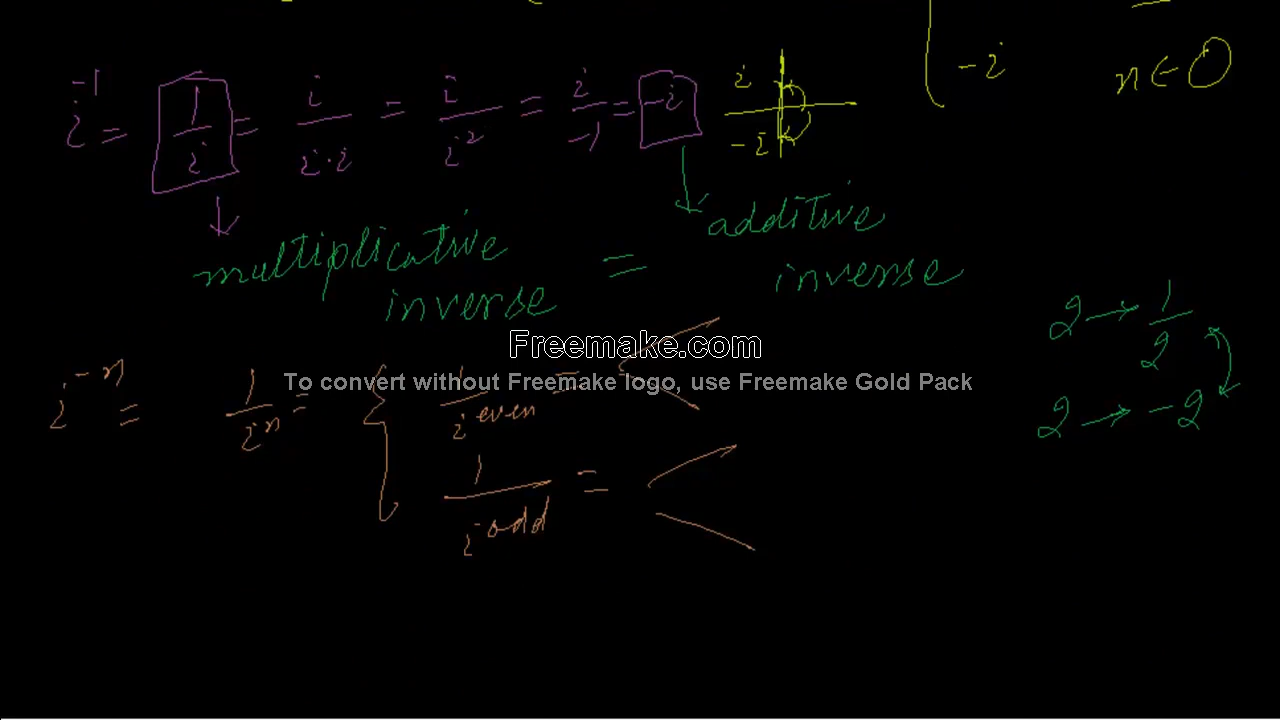 -i n ∈ O
i⁻¹ = 1/i = i/(i·i) = i/i² = i/-1 = -i
i
-i
multiplicative inverse = additive inverse
2 → 1/2
2 → -2
i⁻ⁿ = 1/iⁿ = { 1/i^even =
1/i^odd =
Freemake.com
To convert without Freemake logo, use Freemake Gold Pack